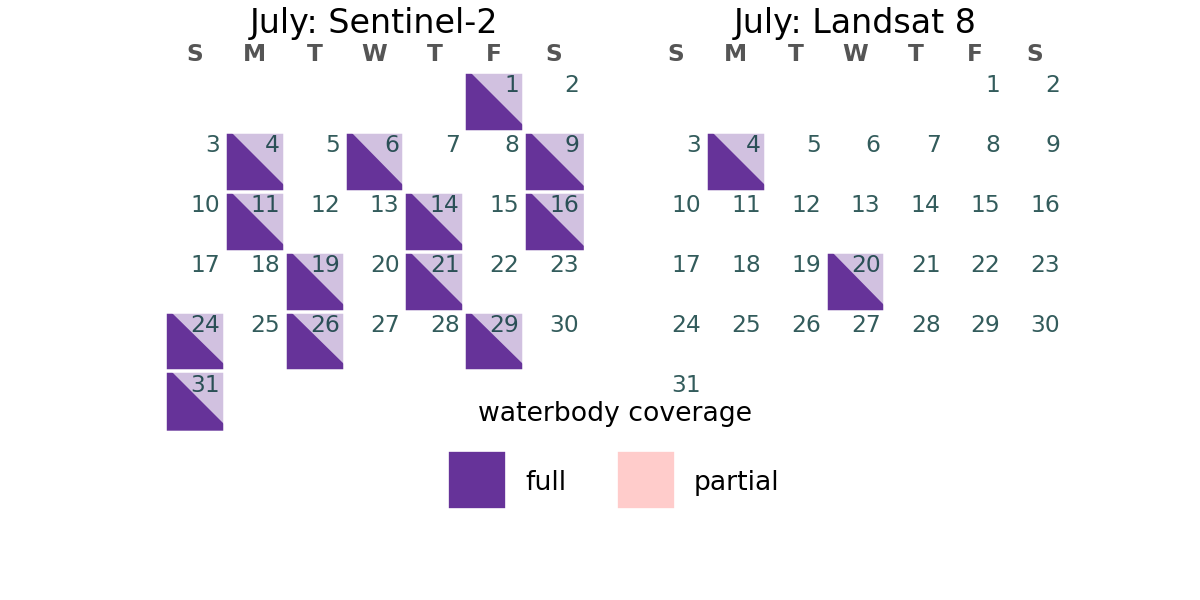 July: Sentinel-2
S M T W T F S
1 2
3 4 5 6 7 8 9
10 11 12 13 14 15 16
17 18 19 20 21 22 23
24 25 26 27 28 29 30
31
July: Landsat 8
S M T W T F S
1 2
3 4 5 6 7 8 9
10 11 12 13 14 15 16
17 18 19 20 21 22 23
24 25 26 27 28 29 30
31
waterbody coverage
full partial